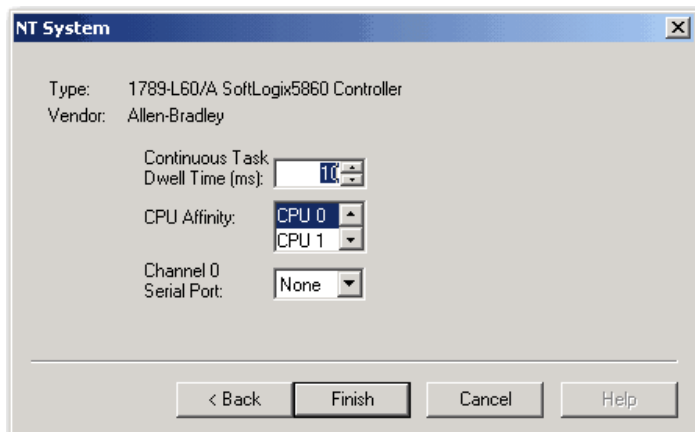 NT System
Type: 1789-L60/A SoftLogix5860 Controller
Vendor: Allen-Bradley
Continuous Task
Dwell Time (ms): 10
CPU Affinity: CPU 0
CPU 1
Channel 0
Serial Port: None
< Back Finish Cancel Help